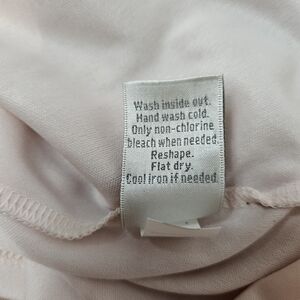 Wash inside out.
Hand wash cold.
Only non-chlorine
bleach when needed.
Reshape.
Flat dry.
Cool iron if needed.